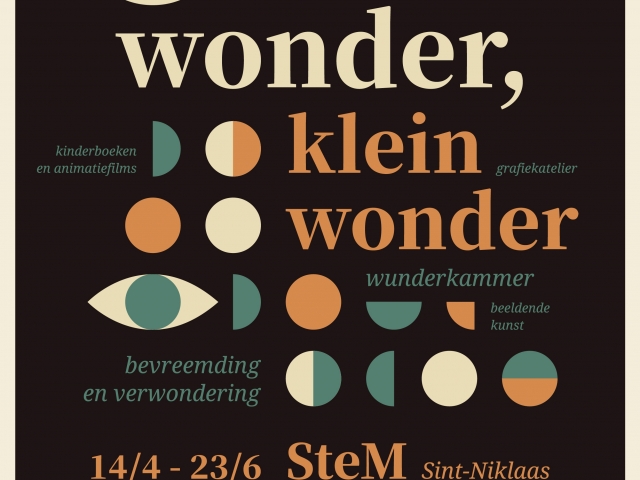 wonder,
klein
kinderboeken
en animatiefilms
grafiekatelier
wonder
wunderkammer
beeldende
kunst
bevreemding
en verwondering
14/4 - 23/6 SteM Sint-Niklaas